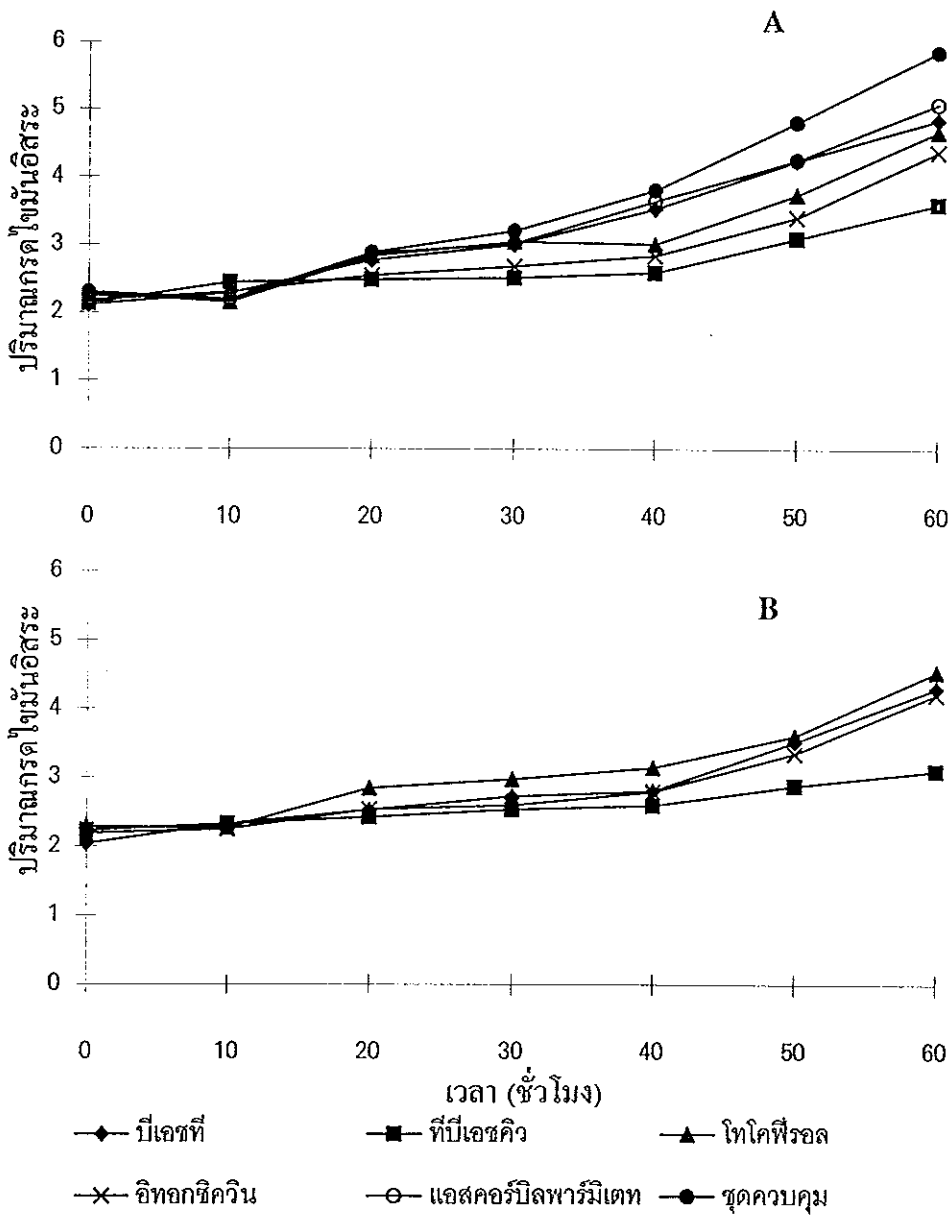 A
ปริมาณกรดไขมันอิสระ
6
5
4
3
2
1
0
0 10 20 30 40 50 60
B
ปริมาณกรดไขมันอิสระ
6
5
4
3
2
1
0
0 10 20 30 40 50 60
เวลา (ชั่วโมง)
บีเอชที ทีบีเอชคิว โทโคฟีรอล
อิทอกซิควิน แอสคอร์บิลพาร์มิเตท ชุดควบคุม